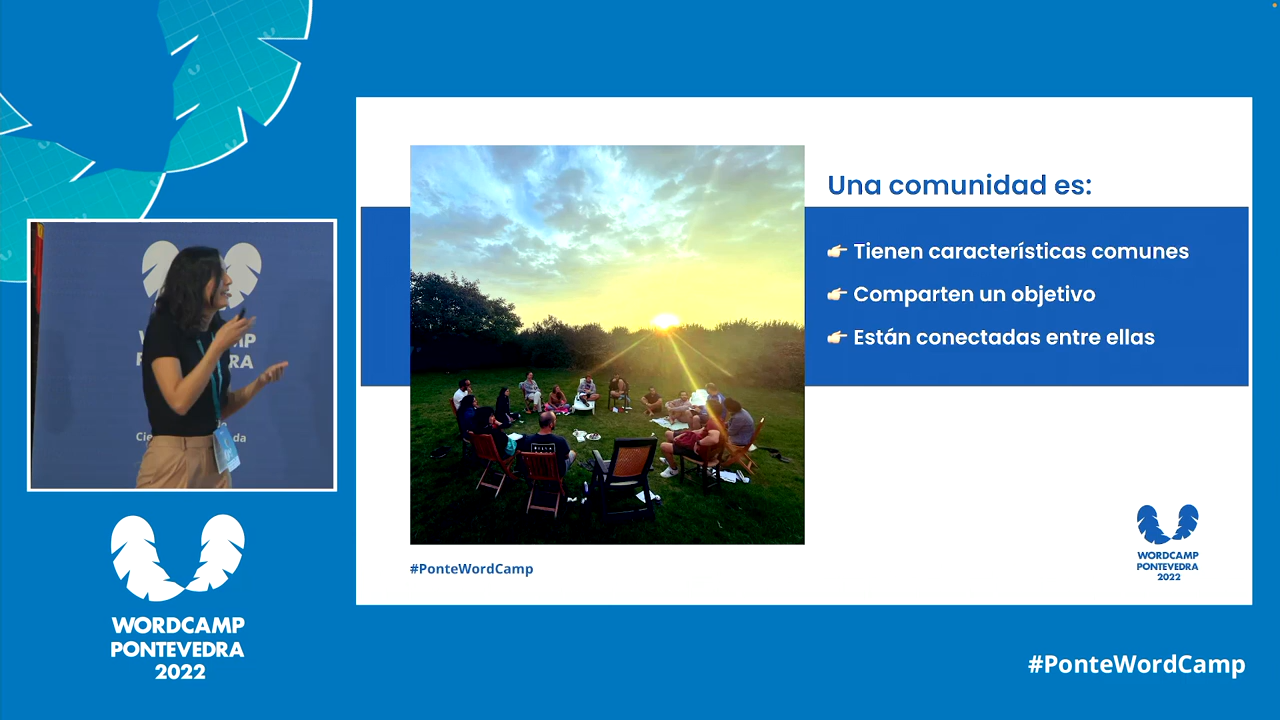 Una comunidad es:
👉 Tienen características comunes
👉 Comparten un objetivo
👉 Están conectadas entre ellas
#PonteWordCamp
WORDCAMP
PONTEVEDRA
2022
WORDCAMP
PONTEVEDRA
2022
#PonteWordCamp